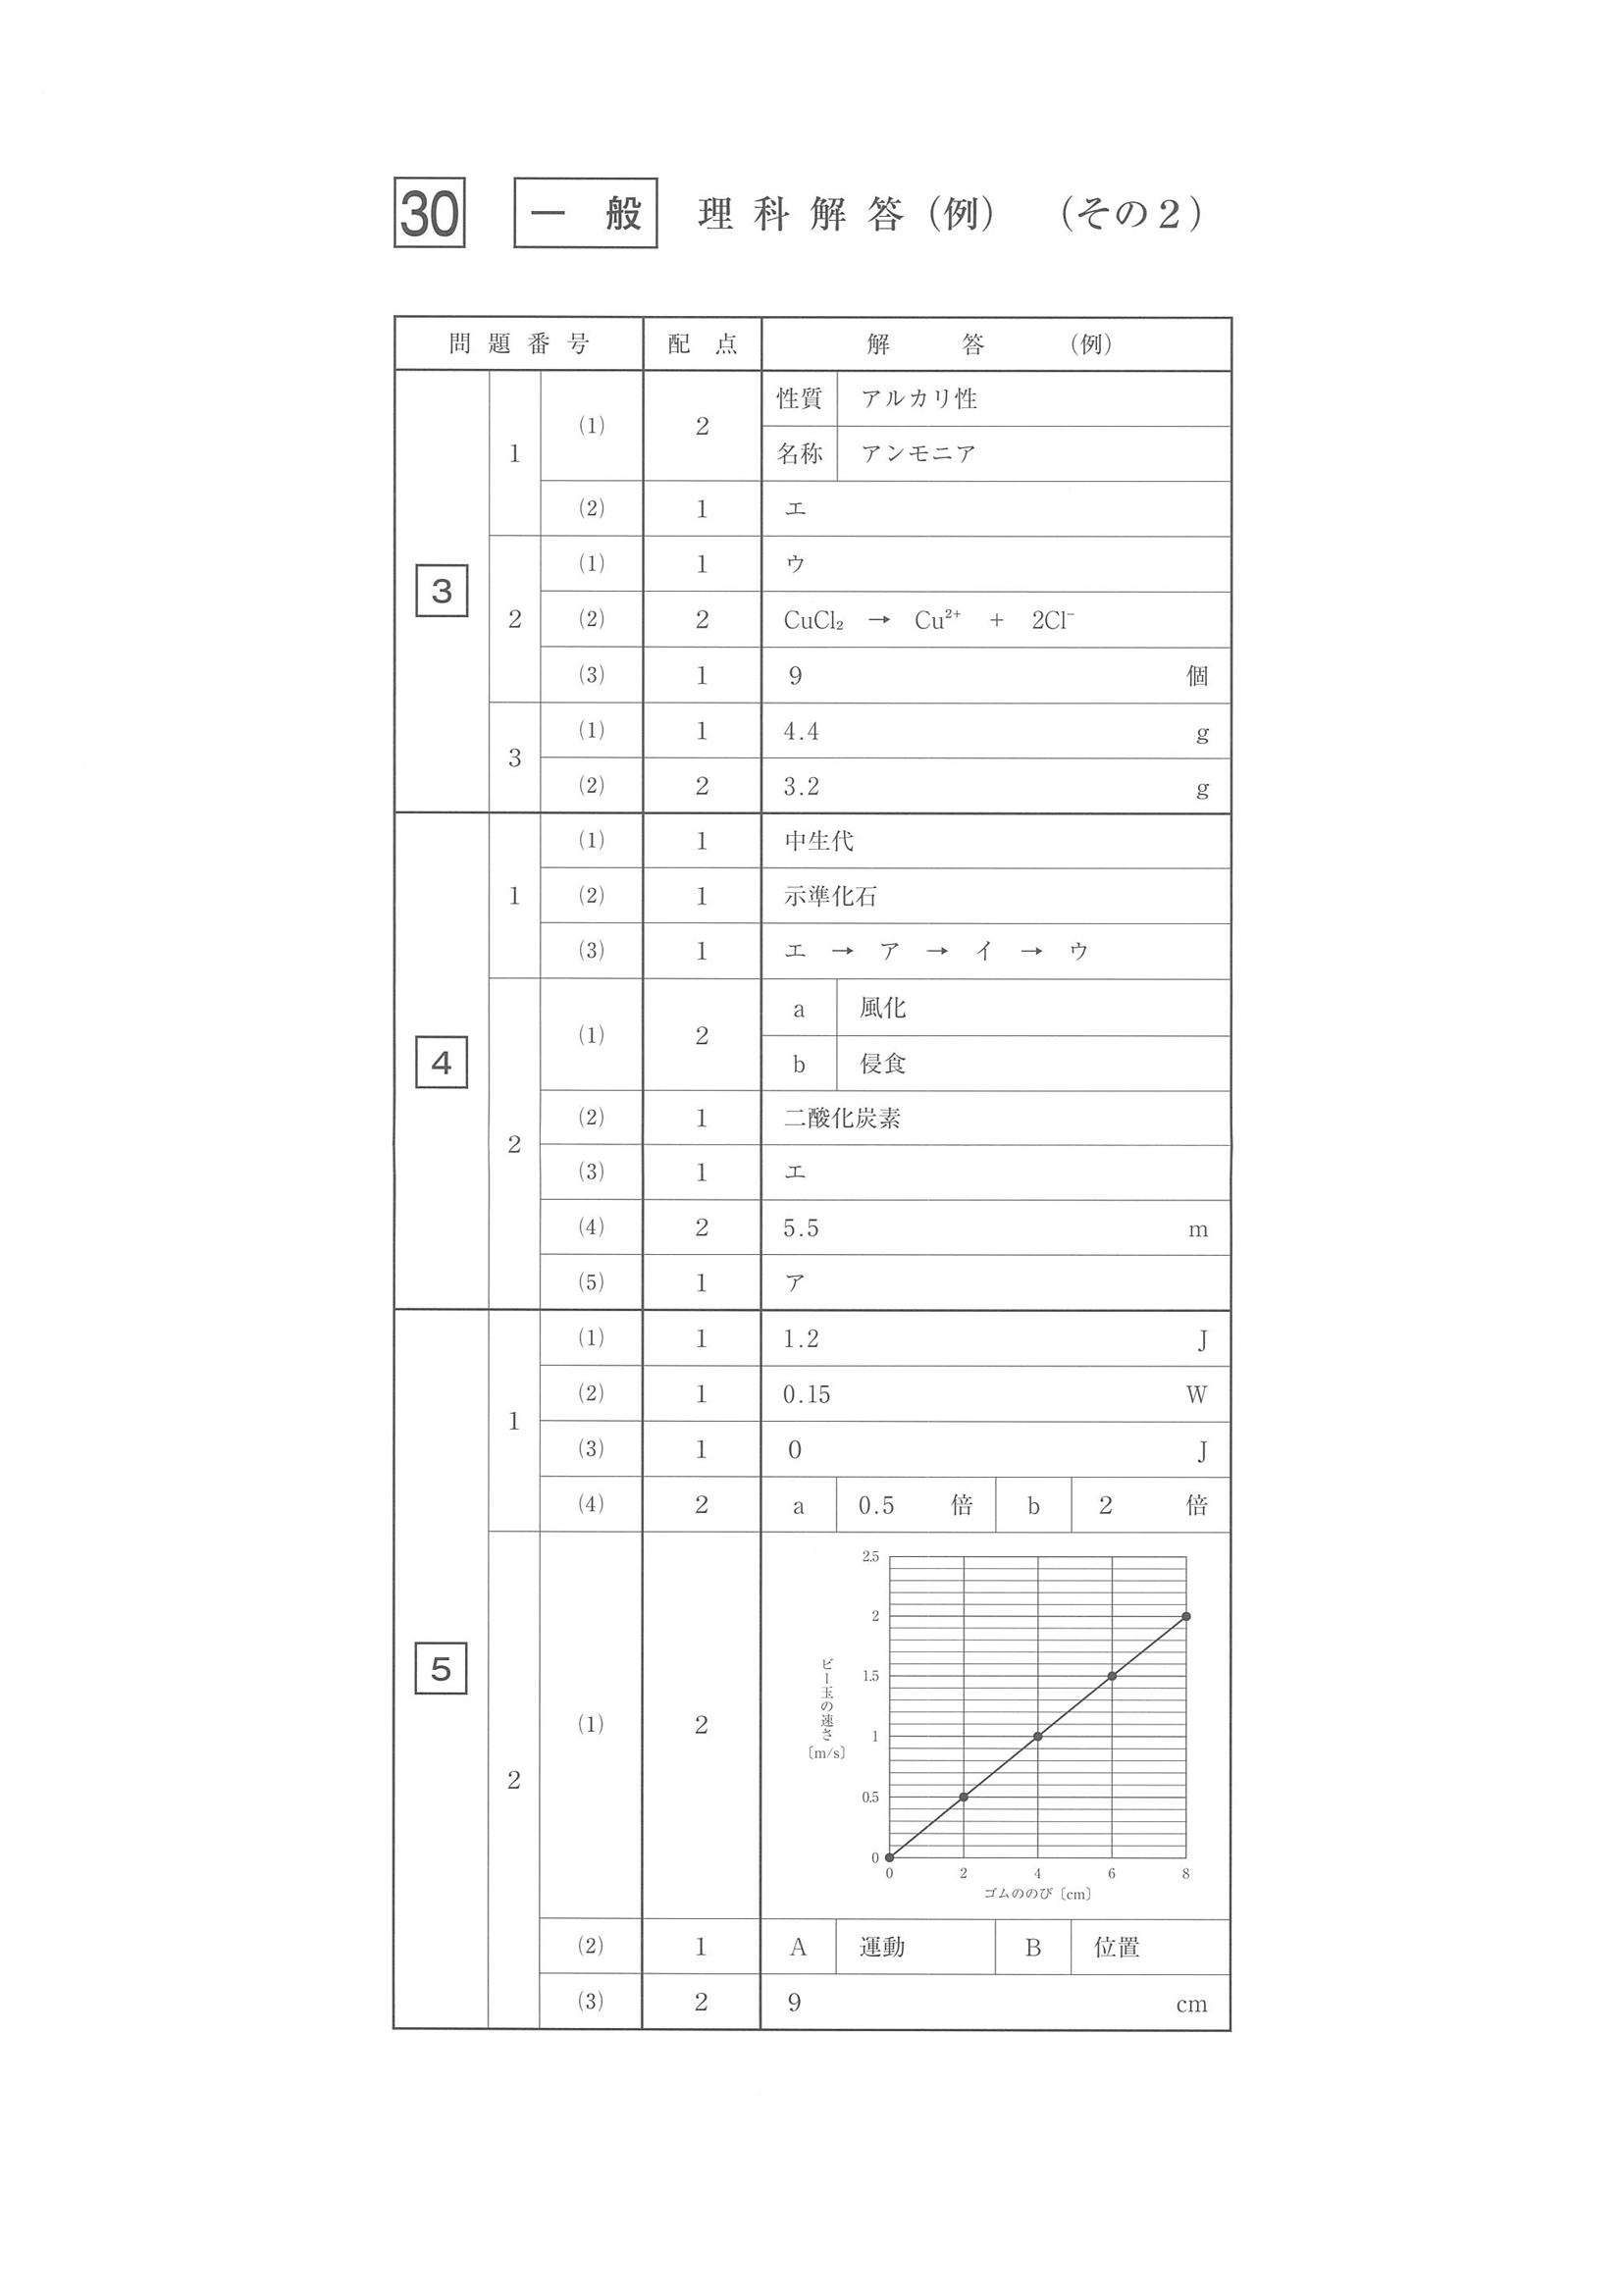 30 一 般 理 科 解 答 (例) (その2)
問 題 番 号 配 点 解 答 (例)
3 1 (1) 2 性質 アルカリ性
名称 アンモニア
(2) 1 エ
2 (1) 1 ウ
(2) 2 CuCl₂ → Cu²⁺ + 2Cl⁻
(3) 1 9 個
3 (1) 1 4.4 g
(2) 2 3.2 g
4 1 (1) 1 中生代
(2) 1 示準化石
(3) 1 エ → ア → イ → ウ
2 (1) 2 a 風化
b 侵食
(2) 1 二酸化炭素
(3) 1 エ
(4) 2 5.5 m
(5) 1 ア
5 1 (1) 1 1.2 J
(2) 1 0.15 W
(3) 1 0 J
(4) 2 a 0.5 倍 b 2 倍
2 (1) 2
ビー玉の速さ
〔m/s〕
2.5
2
1.5
1
0.5
0
0 2 4 6 8
ゴムののび〔cm〕
(2) 1 A 運動 B 位置
(3) 2 9 cm